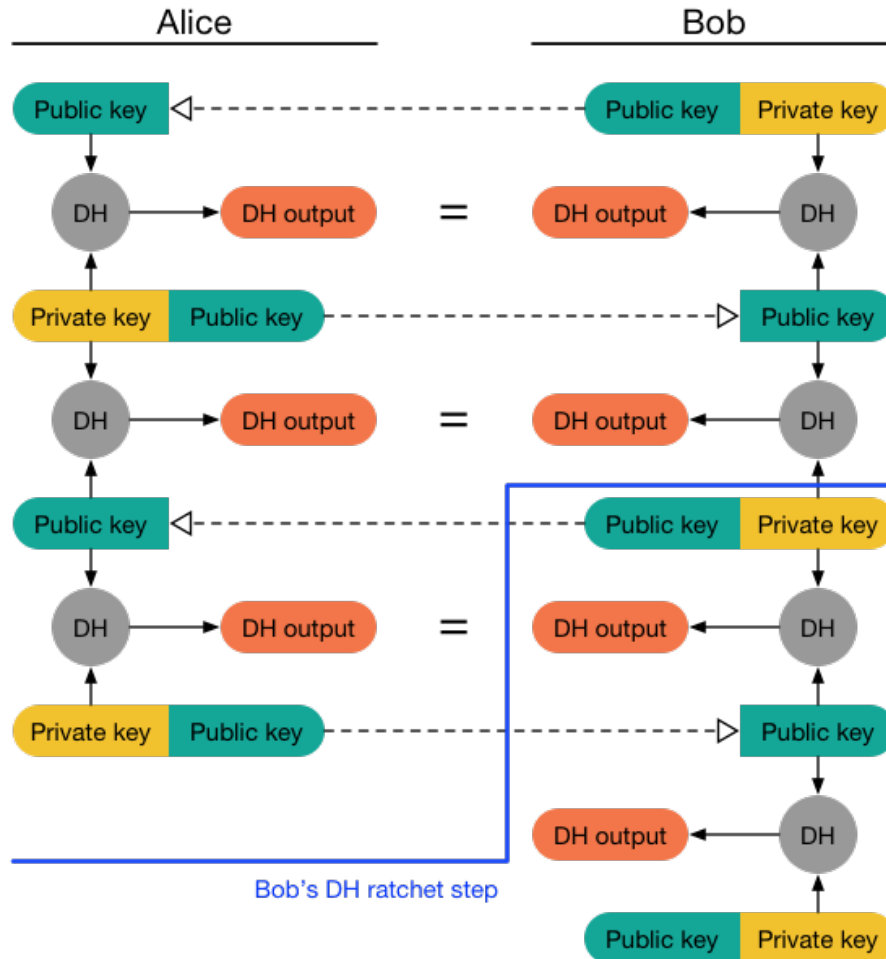 Alice Bob
Public key Public key Private key
DH DH output = DH output DH
Private key Public key Public key
DH DH output = DH output DH
Public key Public key Private key
DH DH output = DH output DH
Private key Public key Public key
DH output DH
Bob's DH ratchet step
Public key Private key